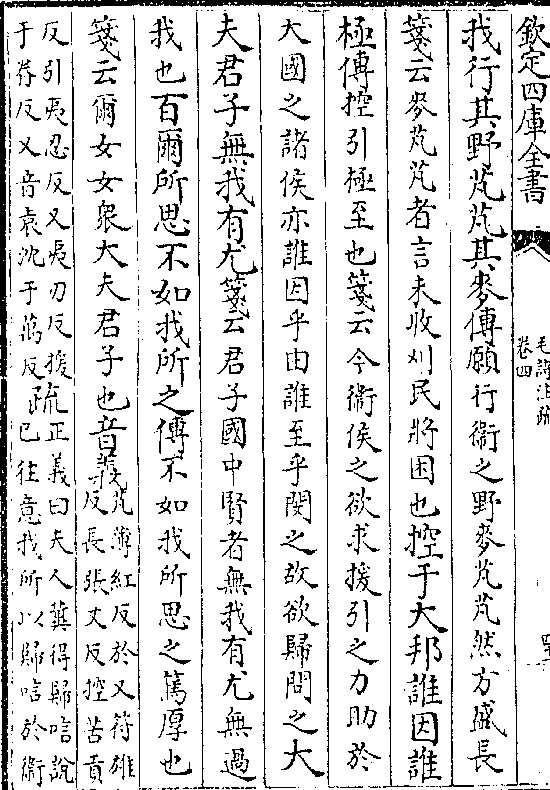 欽定四庫全書
毛詩注疏
卷四
我行其野芃芃其麥傳願行衞之野麥芃芃然方盛長
箋云麥芃芃者言未收刈民將困也控于大邦誰因誰
極傳控引極至也箋云今衞侯之欲求援引之力助於
大國之諸侯亦誰因乎由誰至乎閔之故欲歸問之大
夫君子無我有尤箋云君子國中賢者無我有尤無過
我也百爾所思不如我所之傳不如我所思之篤厚也
箋云爾女女衆大夫君子也音義芃薄紅反於又符雄
反長張丈反控苦貢
反引夷忍反又夷刃反援
于眷反又音袁沈于萬反疏正義曰夫人冀得歸唁說
已往意我所以歸唁於衞